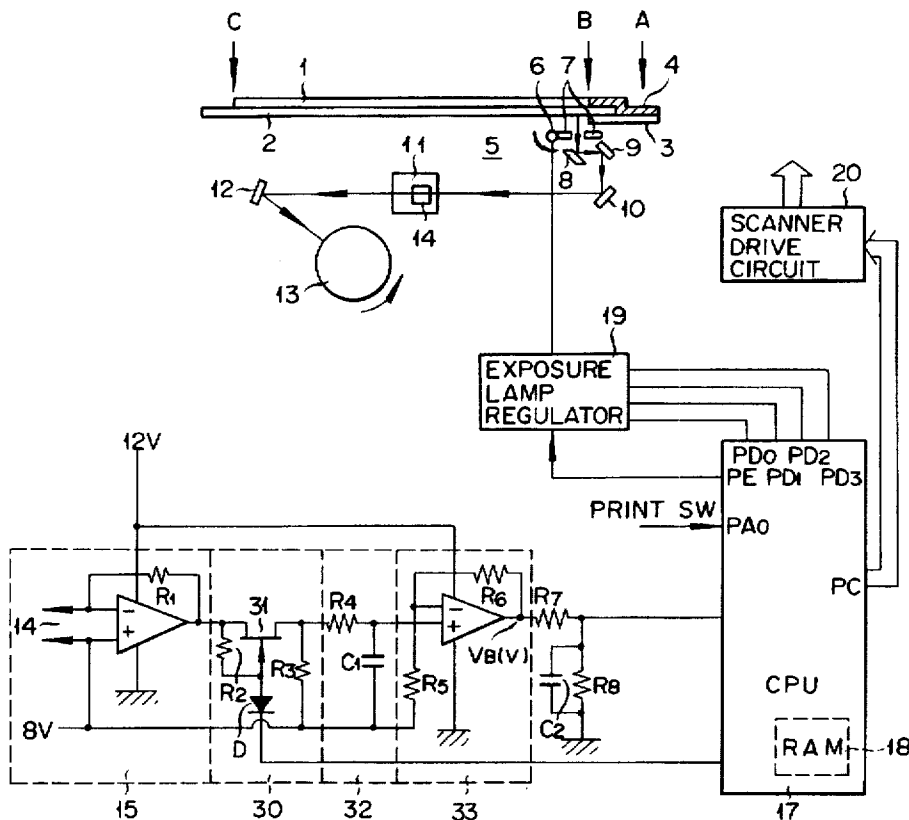 C B A
1 6 7 4
2 5 8 9 3
11
12 14 10
13
20
SCANNER
DRIVE
CIRCUIT
19
EXPOSURE
LAMP
REGULATOR
12V
PD0 PD2
PE PD1 PD3
PRINT SW PA0
PC
R1 R6
31 R4 R7
14 - + - +
VB(V)
R2 R3 C1 R5 C2 R8
8V D
CPU
RAM 18
15 30 32 33 17